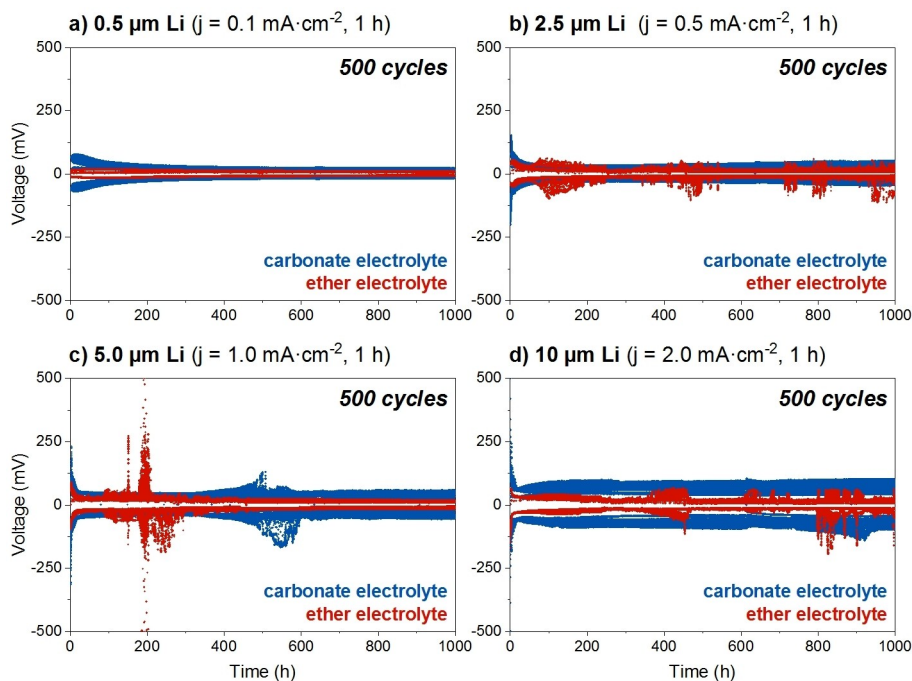 a) 0.5 µm Li (j = 0.1 mA·cm⁻², 1 h)
500
250
0
-250
-500
Voltage (mV)
500 cycles
carbonate electrolyte
ether electrolyte
0 200 400 600 800 1000
b) 2.5 µm Li (j = 0.5 mA·cm⁻², 1 h)
500
250
0
-250
-500
500 cycles
carbonate electrolyte
ether electrolyte
0 200 400 600 800 1000
c) 5.0 µm Li (j = 1.0 mA·cm⁻², 1 h)
500
250
0
-250
-500
Voltage (mV)
500 cycles
carbonate electrolyte
ether electrolyte
0 200 400 600 800 1000
Time (h)
d) 10 µm Li (j = 2.0 mA·cm⁻², 1 h)
500
250
0
-250
-500
500 cycles
carbonate electrolyte
ether electrolyte
0 200 400 600 800 1000
Time (h)